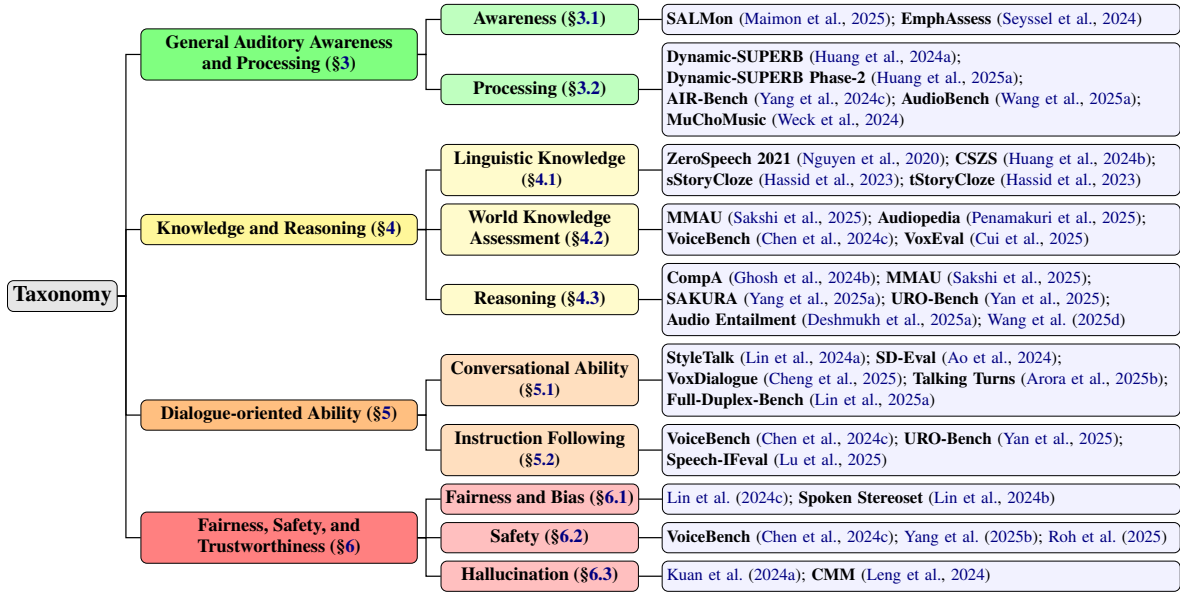 Taxonomy
General Auditory Awareness
and Processing (§3)
Awareness (§3.1)
SALMon (Maimon et al., 2025); EmphAssess (Seyssel et al., 2024)
Processing (§3.2)
Dynamic-SUPERB (Huang et al., 2024a);
Dynamic-SUPERB Phase-2 (Huang et al., 2025a);
AIR-Bench (Yang et al., 2024c); AudioBench (Wang et al., 2025a);
MuChoMusic (Weck et al., 2024)
Knowledge and Reasoning (§4)
Linguistic Knowledge
(§4.1)
ZeroSpeech 2021 (Nguyen et al., 2020); CSZS (Huang et al., 2024b);
sStoryCloze (Hassid et al., 2023); tStoryCloze (Hassid et al., 2023)
World Knowledge
Assessment (§4.2)
MMAU (Sakshi et al., 2025); Audiopedia (Penamakuri et al., 2025);
VoiceBench (Chen et al., 2024c); VoxEval (Cui et al., 2025)
Reasoning (§4.3)
CompA (Ghosh et al., 2024b); MMAU (Sakshi et al., 2025);
SAKURA (Yang et al., 2025a); URO-Bench (Yan et al., 2025);
Audio Entailment (Deshmukh et al., 2025a); Wang et al. (2025d)
Dialogue-oriented Ability (§5)
Conversational Ability
(§5.1)
StyleTalk (Lin et al., 2024a); SD-Eval (Ao et al., 2024);
VoxDialogue (Cheng et al., 2025); Talking Turns (Arora et al., 2025b);
Full-Duplex-Bench (Lin et al., 2025a)
Instruction Following
(§5.2)
VoiceBench (Chen et al., 2024c); URO-Bench (Yan et al., 2025);
Speech-IFeval (Lu et al., 2025)
Fairness, Safety, and
Trustworthiness (§6)
Fairness and Bias (§6.1)
Lin et al. (2024c); Spoken Stereoset (Lin et al., 2024b)
Safety (§6.2)
VoiceBench (Chen et al., 2024c); Yang et al. (2025b); Roh et al. (2025)
Hallucination (§6.3)
Kuan et al. (2024a); CMM (Leng et al., 2024)